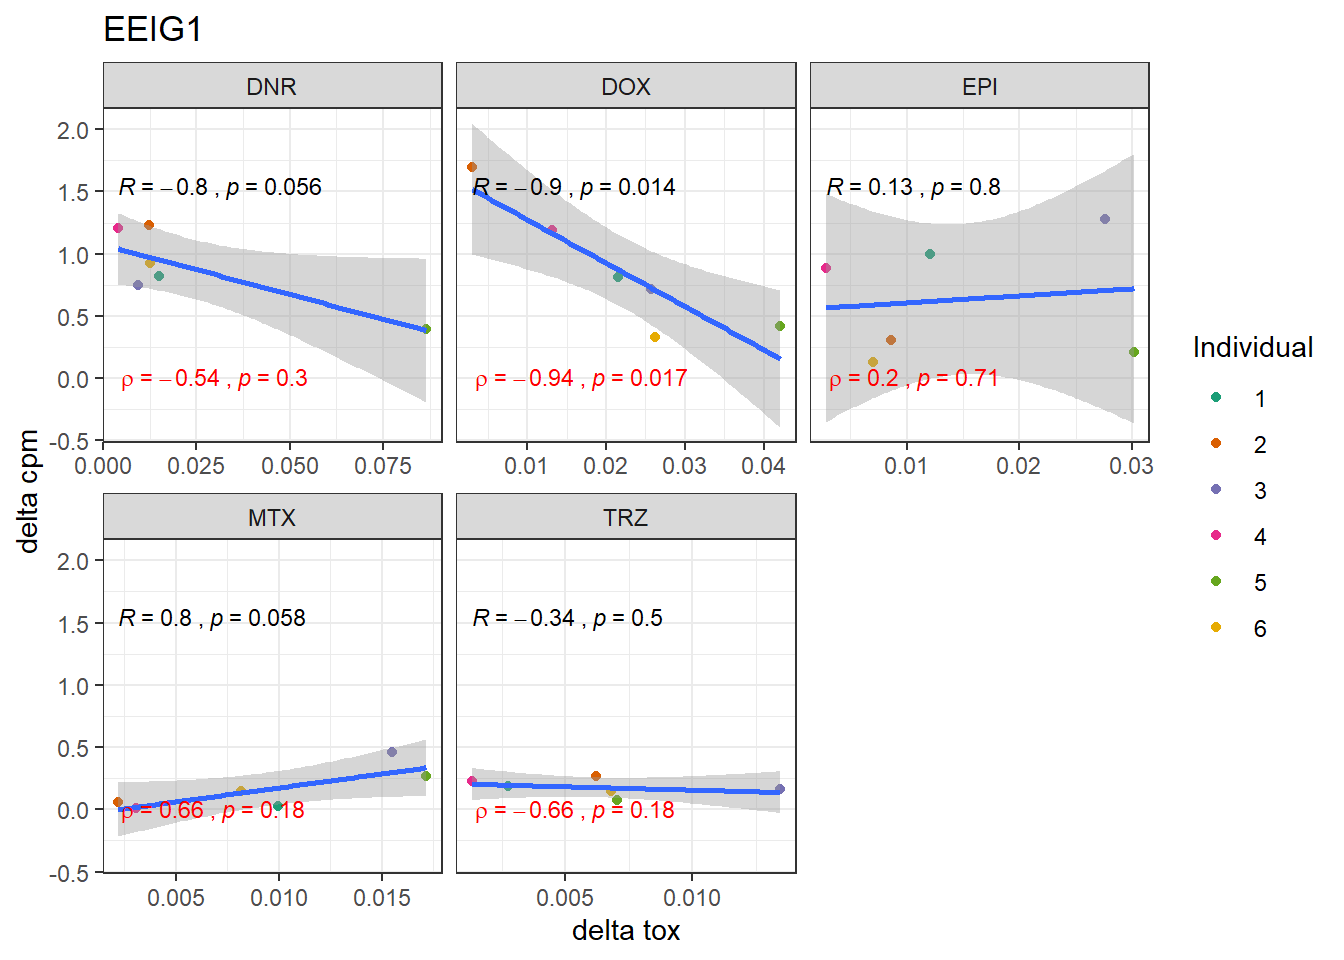 EEIG1
DNR
DOX
EPI
2.0
1.5
1.0
0.5
0.0
-0.5
R = −0.8 , p = 0.056
ρ = −0.54 , p = 0.3
R = −0.9 , p = 0.014
ρ = −0.94 , p = 0.017
R = 0.13 , p = 0.8
ρ = 0.2 , p = 0.71
0.000 0.025 0.050 0.075
0.01 0.02 0.03 0.04
0.01 0.02 0.03
delta cpm
MTX
TRZ
2.0
1.5
1.0
0.5
0.0
-0.5
R = 0.8 , p = 0.058
ρ = 0.66 , p = 0.18
R = −0.34 , p = 0.5
ρ = −0.66 , p = 0.18
0.005 0.010 0.015
0.005 0.010
delta tox
Individual
1
2
3
4
5
6